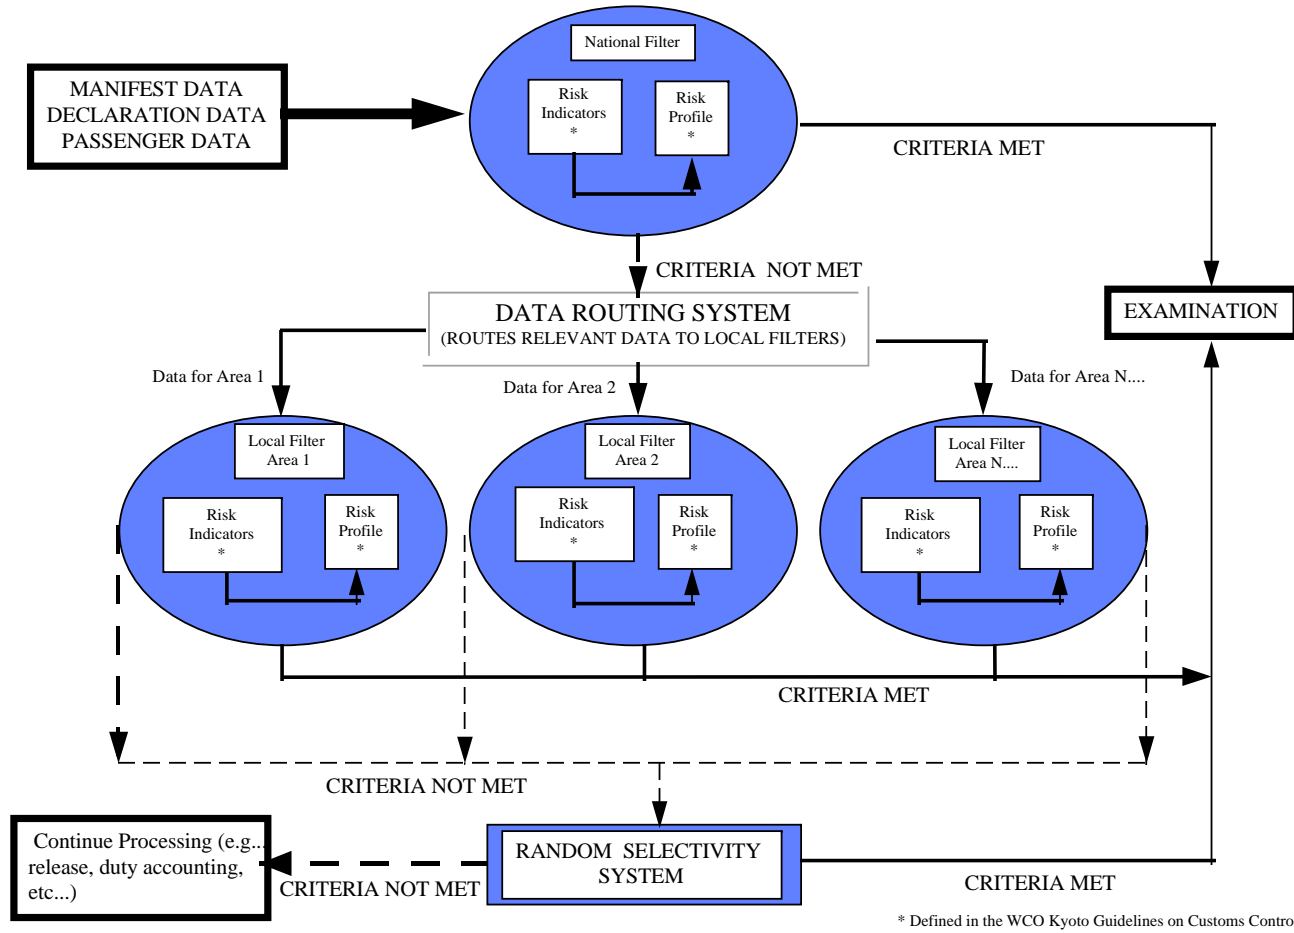 National Filter
MANIFEST DATA
DECLARATION DATA
PASSENGER DATA
Risk
Indicators
*
Risk
Profile
*
CRITERIA MET
CRITERIA NOT MET
DATA ROUTING SYSTEM
(ROUTES RELEVANT DATA TO LOCAL FILTERS)
EXAMINATION
Data for Area 1
Data for Area 2
Data for Area N....
Local Filter
Area 1
Risk
Indicators
*
Risk
Profile
*
Local Filter
Area 2
Risk
Indicators
*
Risk
Profile
*
Local Filter
Area N....
Risk
Indicators
*
Risk
Profile
*
CRITERIA MET
CRITERIA NOT MET
Continue Processing (e.g...
release, duty accounting,
etc...)
CRITERIA NOT MET
RANDOM SELECTIVITY
SYSTEM
CRITERIA MET
* Defined in the WCO Kyoto Guidelines on Customs Contro